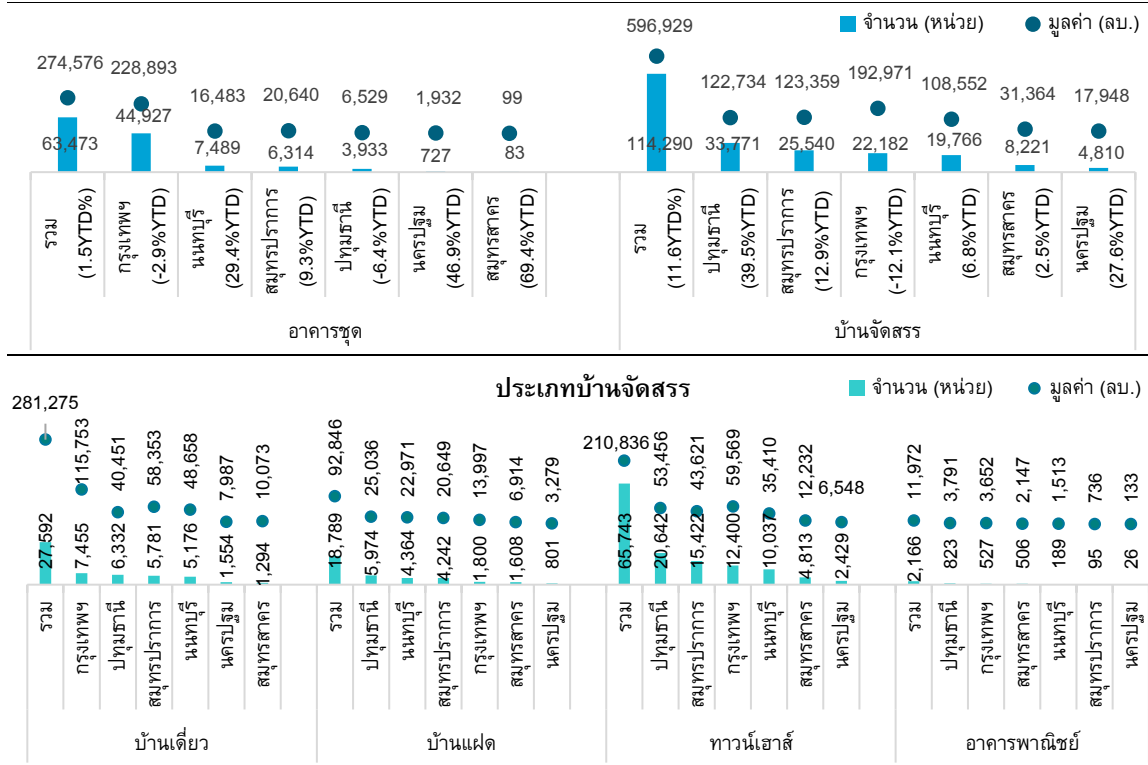 จำนวน (หน่วย) มูลค่า (ลบ.)
274,576 228,893 16,483 20,640 6,529 1,932 99
63,473 44,927 7,489 6,314 3,933 727 83
รวม (1.5YTD%)
กรุงเทพฯ (-2.9%YTD)
นนทบุรี (29.4%YTD)
สมุทรปราการ (9.3%YTD)
ปทุมธานี (-6.4%YTD)
นครปฐม (46.9%YTD)
สมุทรสาคร (69.4%YTD)
อาคารชุด
596,929 122,734 123,359 192,971 108,552 31,364 17,948
114,290 33,771 25,540 22,182 19,766 8,221 4,810
รวม (11.6YTD%)
ปทุมธานี (39.5%YTD)
สมุทรปราการ (12.9%YTD)
กรุงเทพฯ (-12.1%YTD)
นนทบุรี (6.8%YTD)
สมุทรสาคร (2.5%YTD)
นครปฐม (27.6%YTD)
บ้านจัดสรร
ประเภทบ้านจัดสรร
จำนวน (หน่วย) มูลค่า (ลบ.)
281,275 115,753 40,451 58,353 48,658 7,987 10,073
27,592 7,455 6,332 5,781 5,176 1,554 1,294
รวม กรุงเทพฯ ปทุมธานี สมุทรปราการ นนทบุรี นครปฐม สมุทรสาคร
บ้านเดี่ยว
92,846 25,036 22,971 20,649 13,997 6,914 3,279
18,789 5,974 4,364 4,242 1,800 1,608 801
รวม ปทุมธานี นนทบุรี สมุทรปราการ กรุงเทพฯ สมุทรสาคร นครปฐม
บ้านแฝด
210,836 53,456 43,621 59,569 35,410 12,232 6,548
65,743 20,642 15,422 12,400 10,037 4,813 2,429
รวม ปทุมธานี สมุทรปราการ กรุงเทพฯ นนทบุรี สมุทรสาคร นครปฐม
ทาวน์เฮาส์
11,972 3,791 3,652 2,147 1,513 736 133
2,166 823 527 506 189 95 26
รวม ปทุมธานี กรุงเทพฯ สมุทรสาคร นนทบุรี สมุทรปราการ นครปฐม
อาคารพาณิชย์